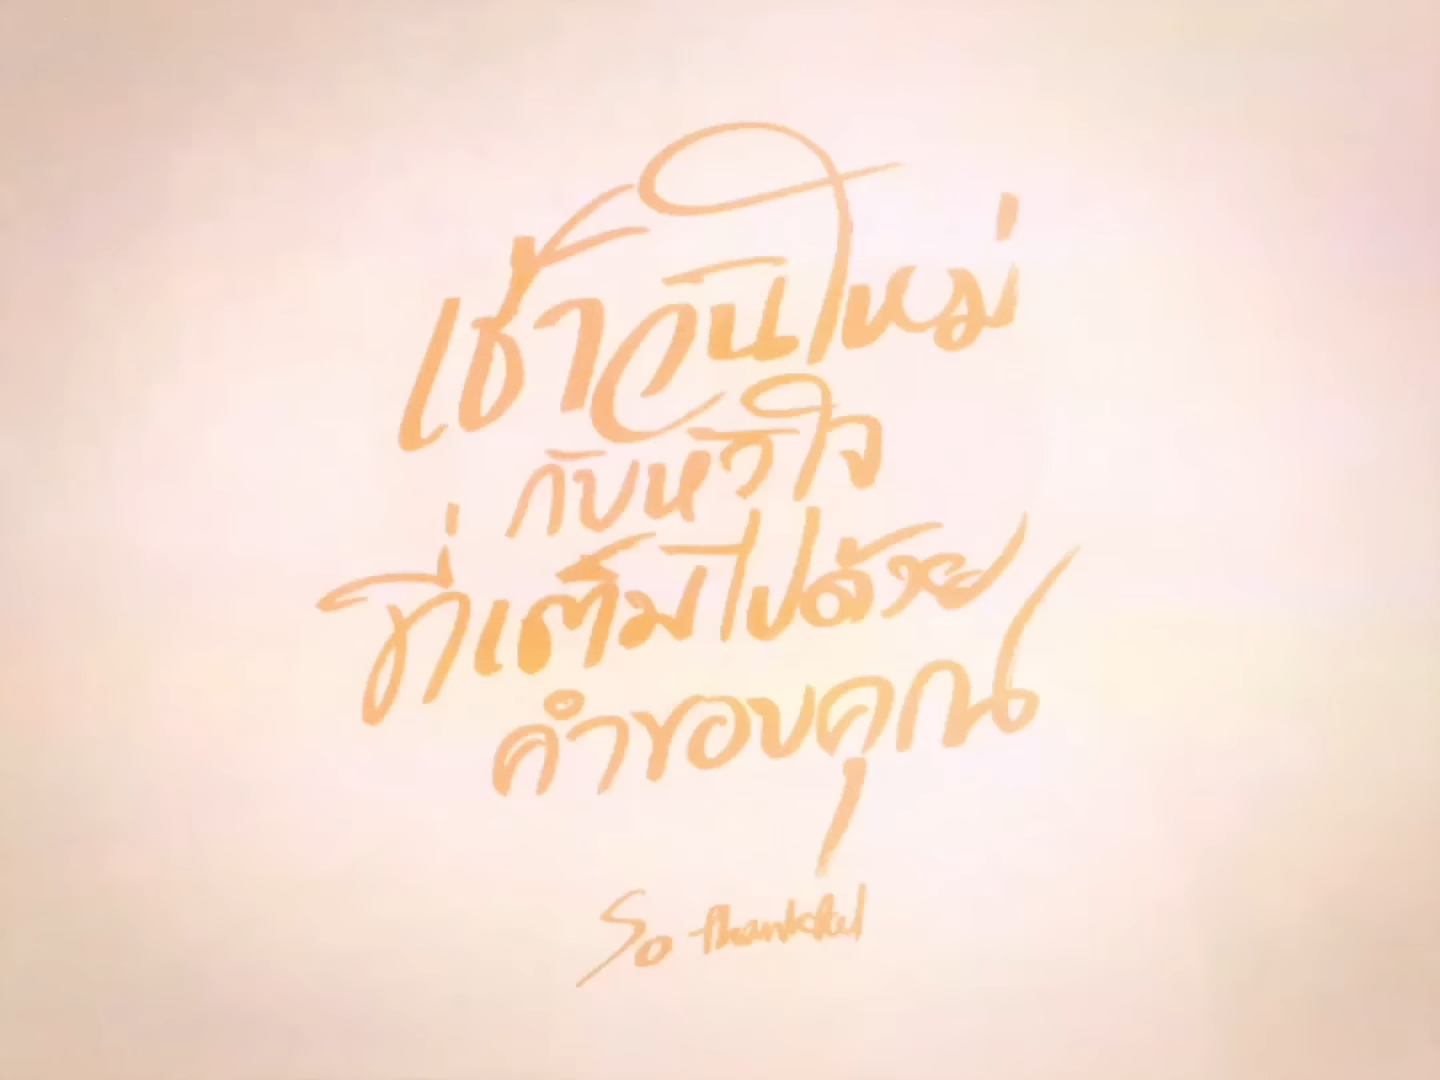 เช้าวันใหม่
กับหัวใจ
ที่เต็มไปด้วย
คำขอบคุณ
So thankful